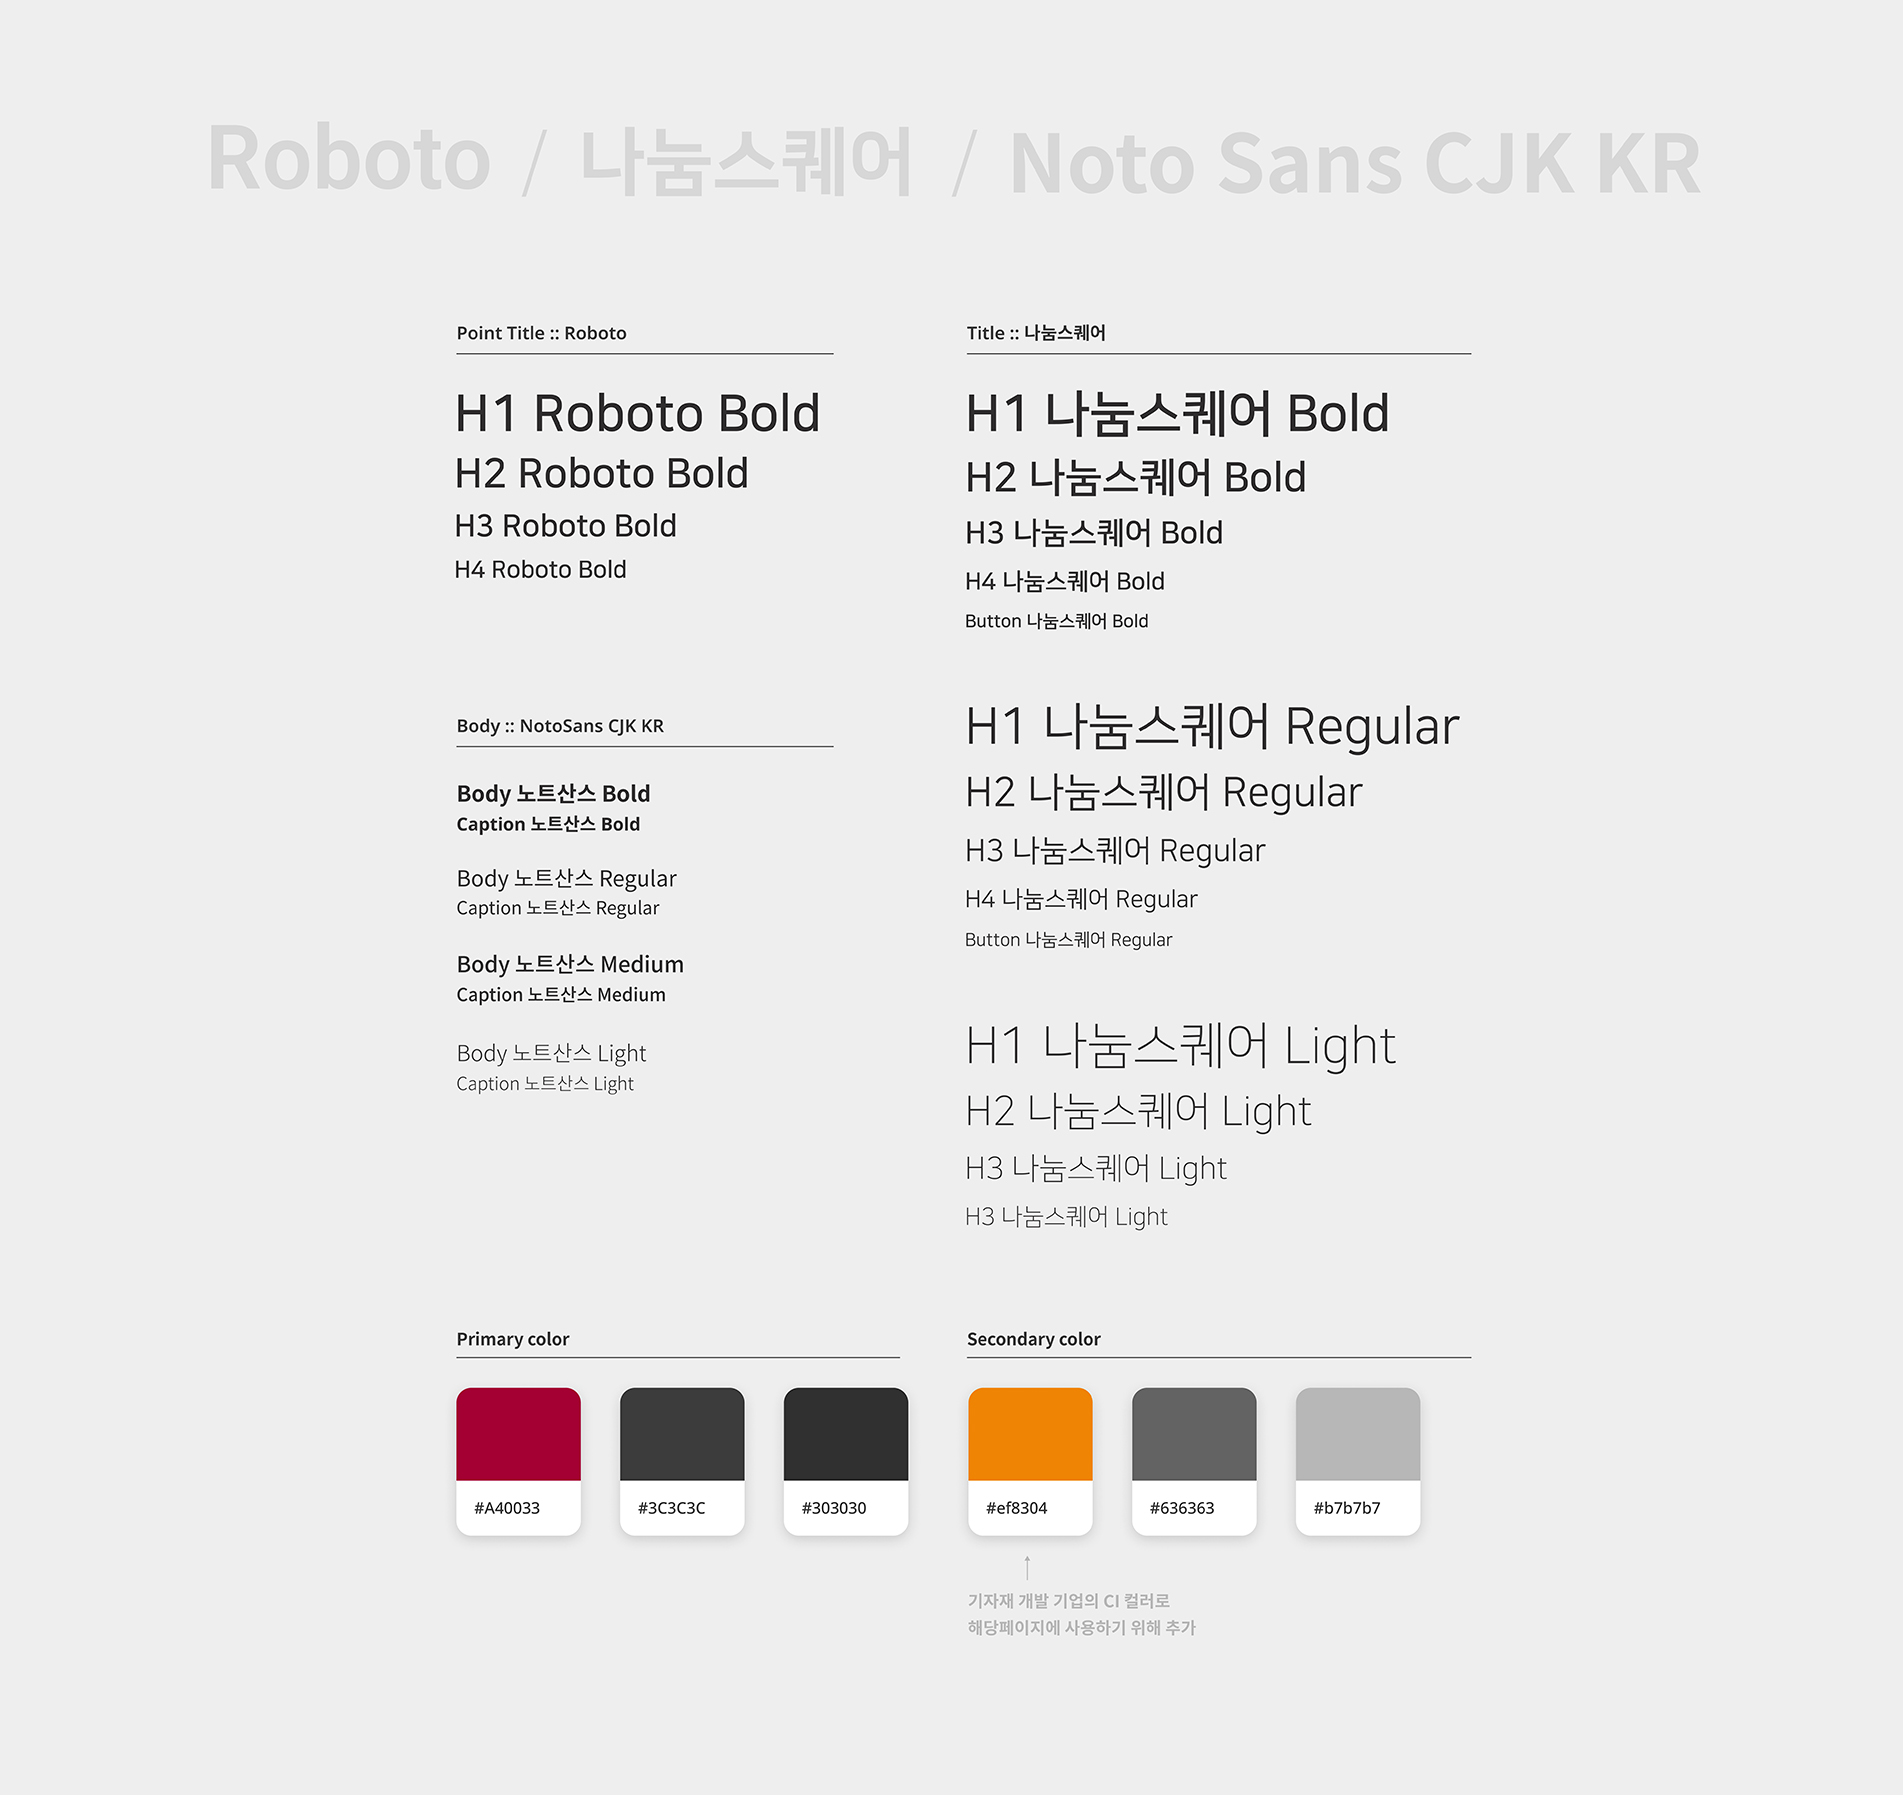 Roboto / 나눔스퀘어 / Noto Sans CJK KR
Point Title :: Roboto
H1 Roboto Bold
H2 Roboto Bold
H3 Roboto Bold
H4 Roboto Bold
Title :: 나눔스퀘어
H1 나눔스퀘어 Bold
H2 나눔스퀘어 Bold
H3 나눔스퀘어 Bold
H4 나눔스퀘어 Bold
Button 나눔스퀘어 Bold
H1 나눔스퀘어 Regular
H2 나눔스퀘어 Regular
H3 나눔스퀘어 Regular
H4 나눔스퀘어 Regular
Button 나눔스퀘어 Regular
H1 나눔스퀘어 Light
H2 나눔스퀘어 Light
H3 나눔스퀘어 Light
H3 나눔스퀘어 Light
Body :: NotoSans CJK KR
Body 노트산스 Bold
Caption 노트산스 Bold
Body 노트산스 Regular
Caption 노트산스 Regular
Body 노트산스 Medium
Caption 노트산스 Medium
Body 노트산스 Light
Caption 노트산스 Light
Primary color
#A40033
#3C3C3C
#303030
Secondary color
#ef8304
#636363
#b7b7b7
기자재 개발 기업의 CI 컬러로
해당페이지에 사용하기 위해 추가